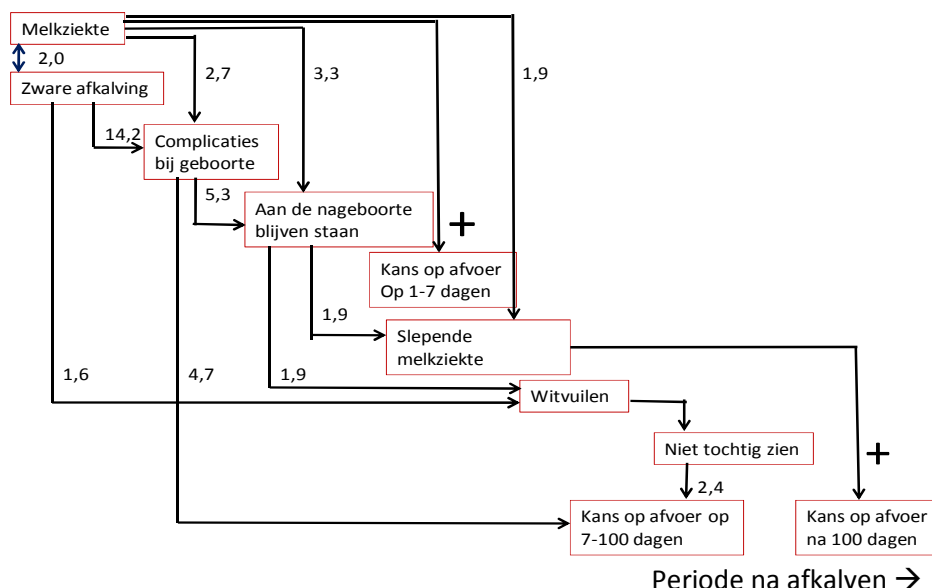 Melkziekte
2,0
Zware afkalving
2,7
3,3
1,9
14,2
Complicaties
bij geboorte
5,3
Aan de nageboorte
blijven staan
+
Kans op afvoer
Op 1-7 dagen
1,9
Slepende
melkziekte
1,6
4,7
1,9
Witvuilen
Niet tochtig zien
+
2,4
Kans op afvoer op
7-100 dagen
Kans op afvoer
na 100 dagen
Periode na afkalven →